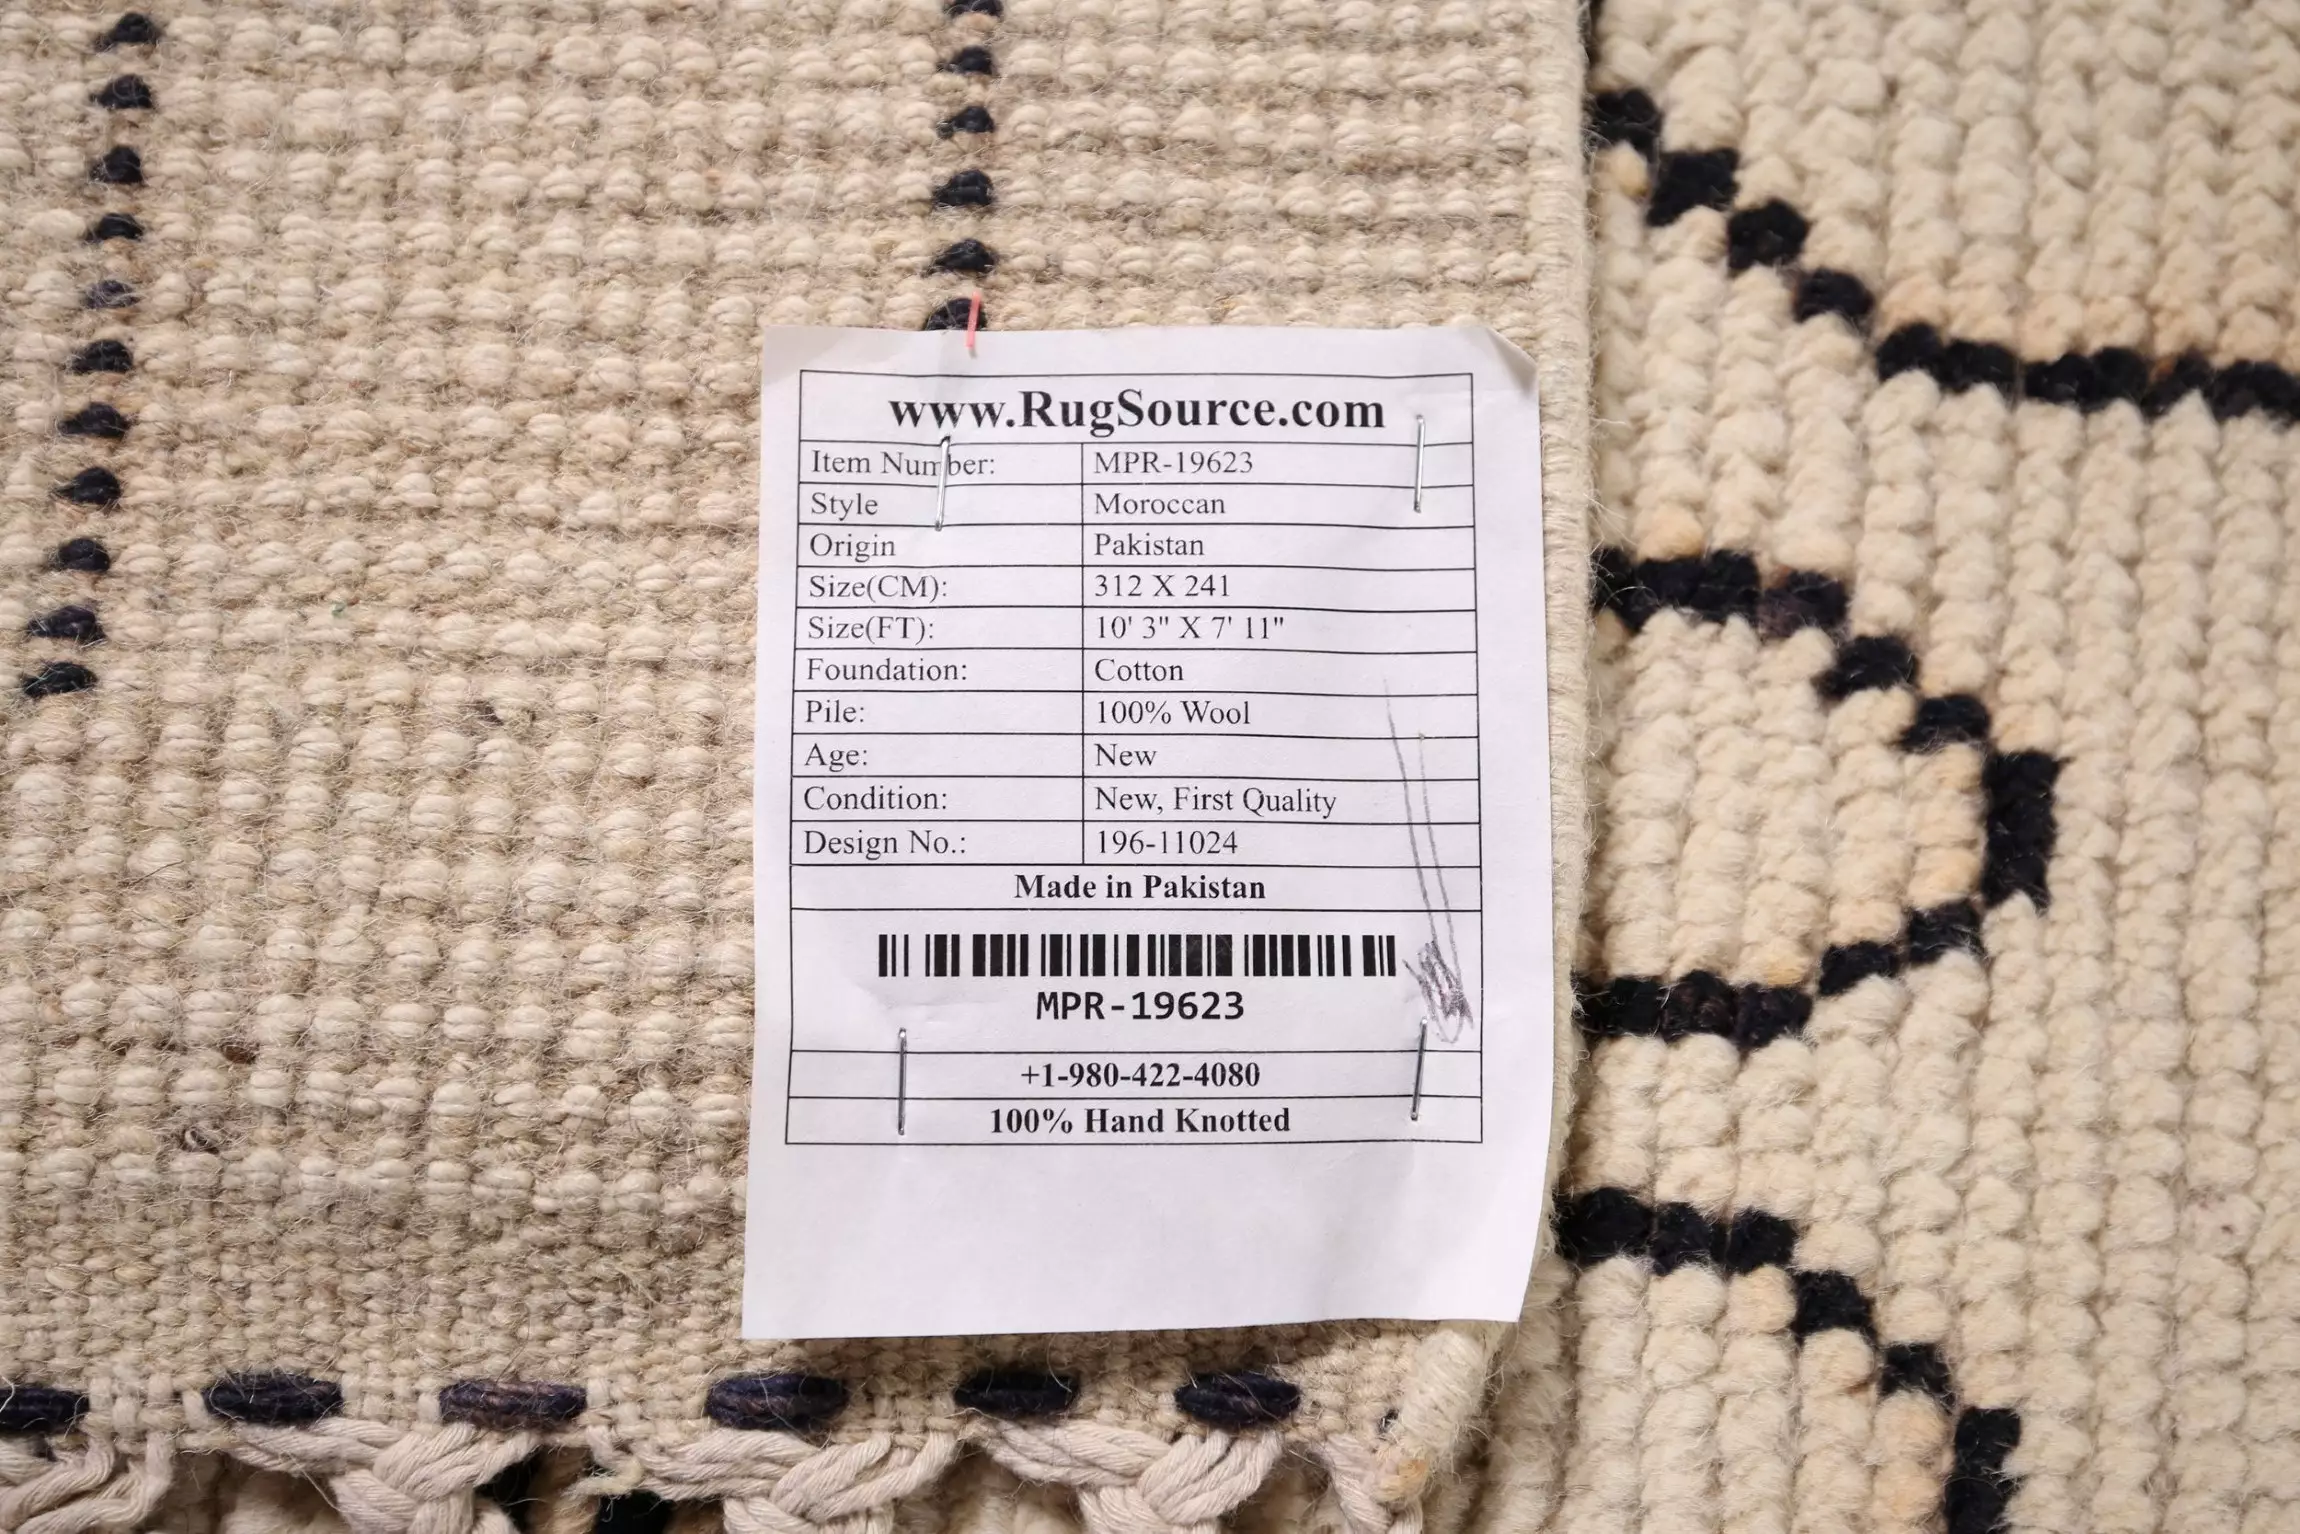 www.RugSource.com
Item Number: MPR-19623
Style Moroccan
Origin Pakistan
Size(CM): 312 X 241
Size(FT): 10' 3" X 7' 11"
Foundation: Cotton
Pile: 100% Wool
Age: New
Condition: New, First Quality
Design No.: 196-11024
Made in Pakistan
MPR-19623
+1-980-422-4080
100% Hand Knotted